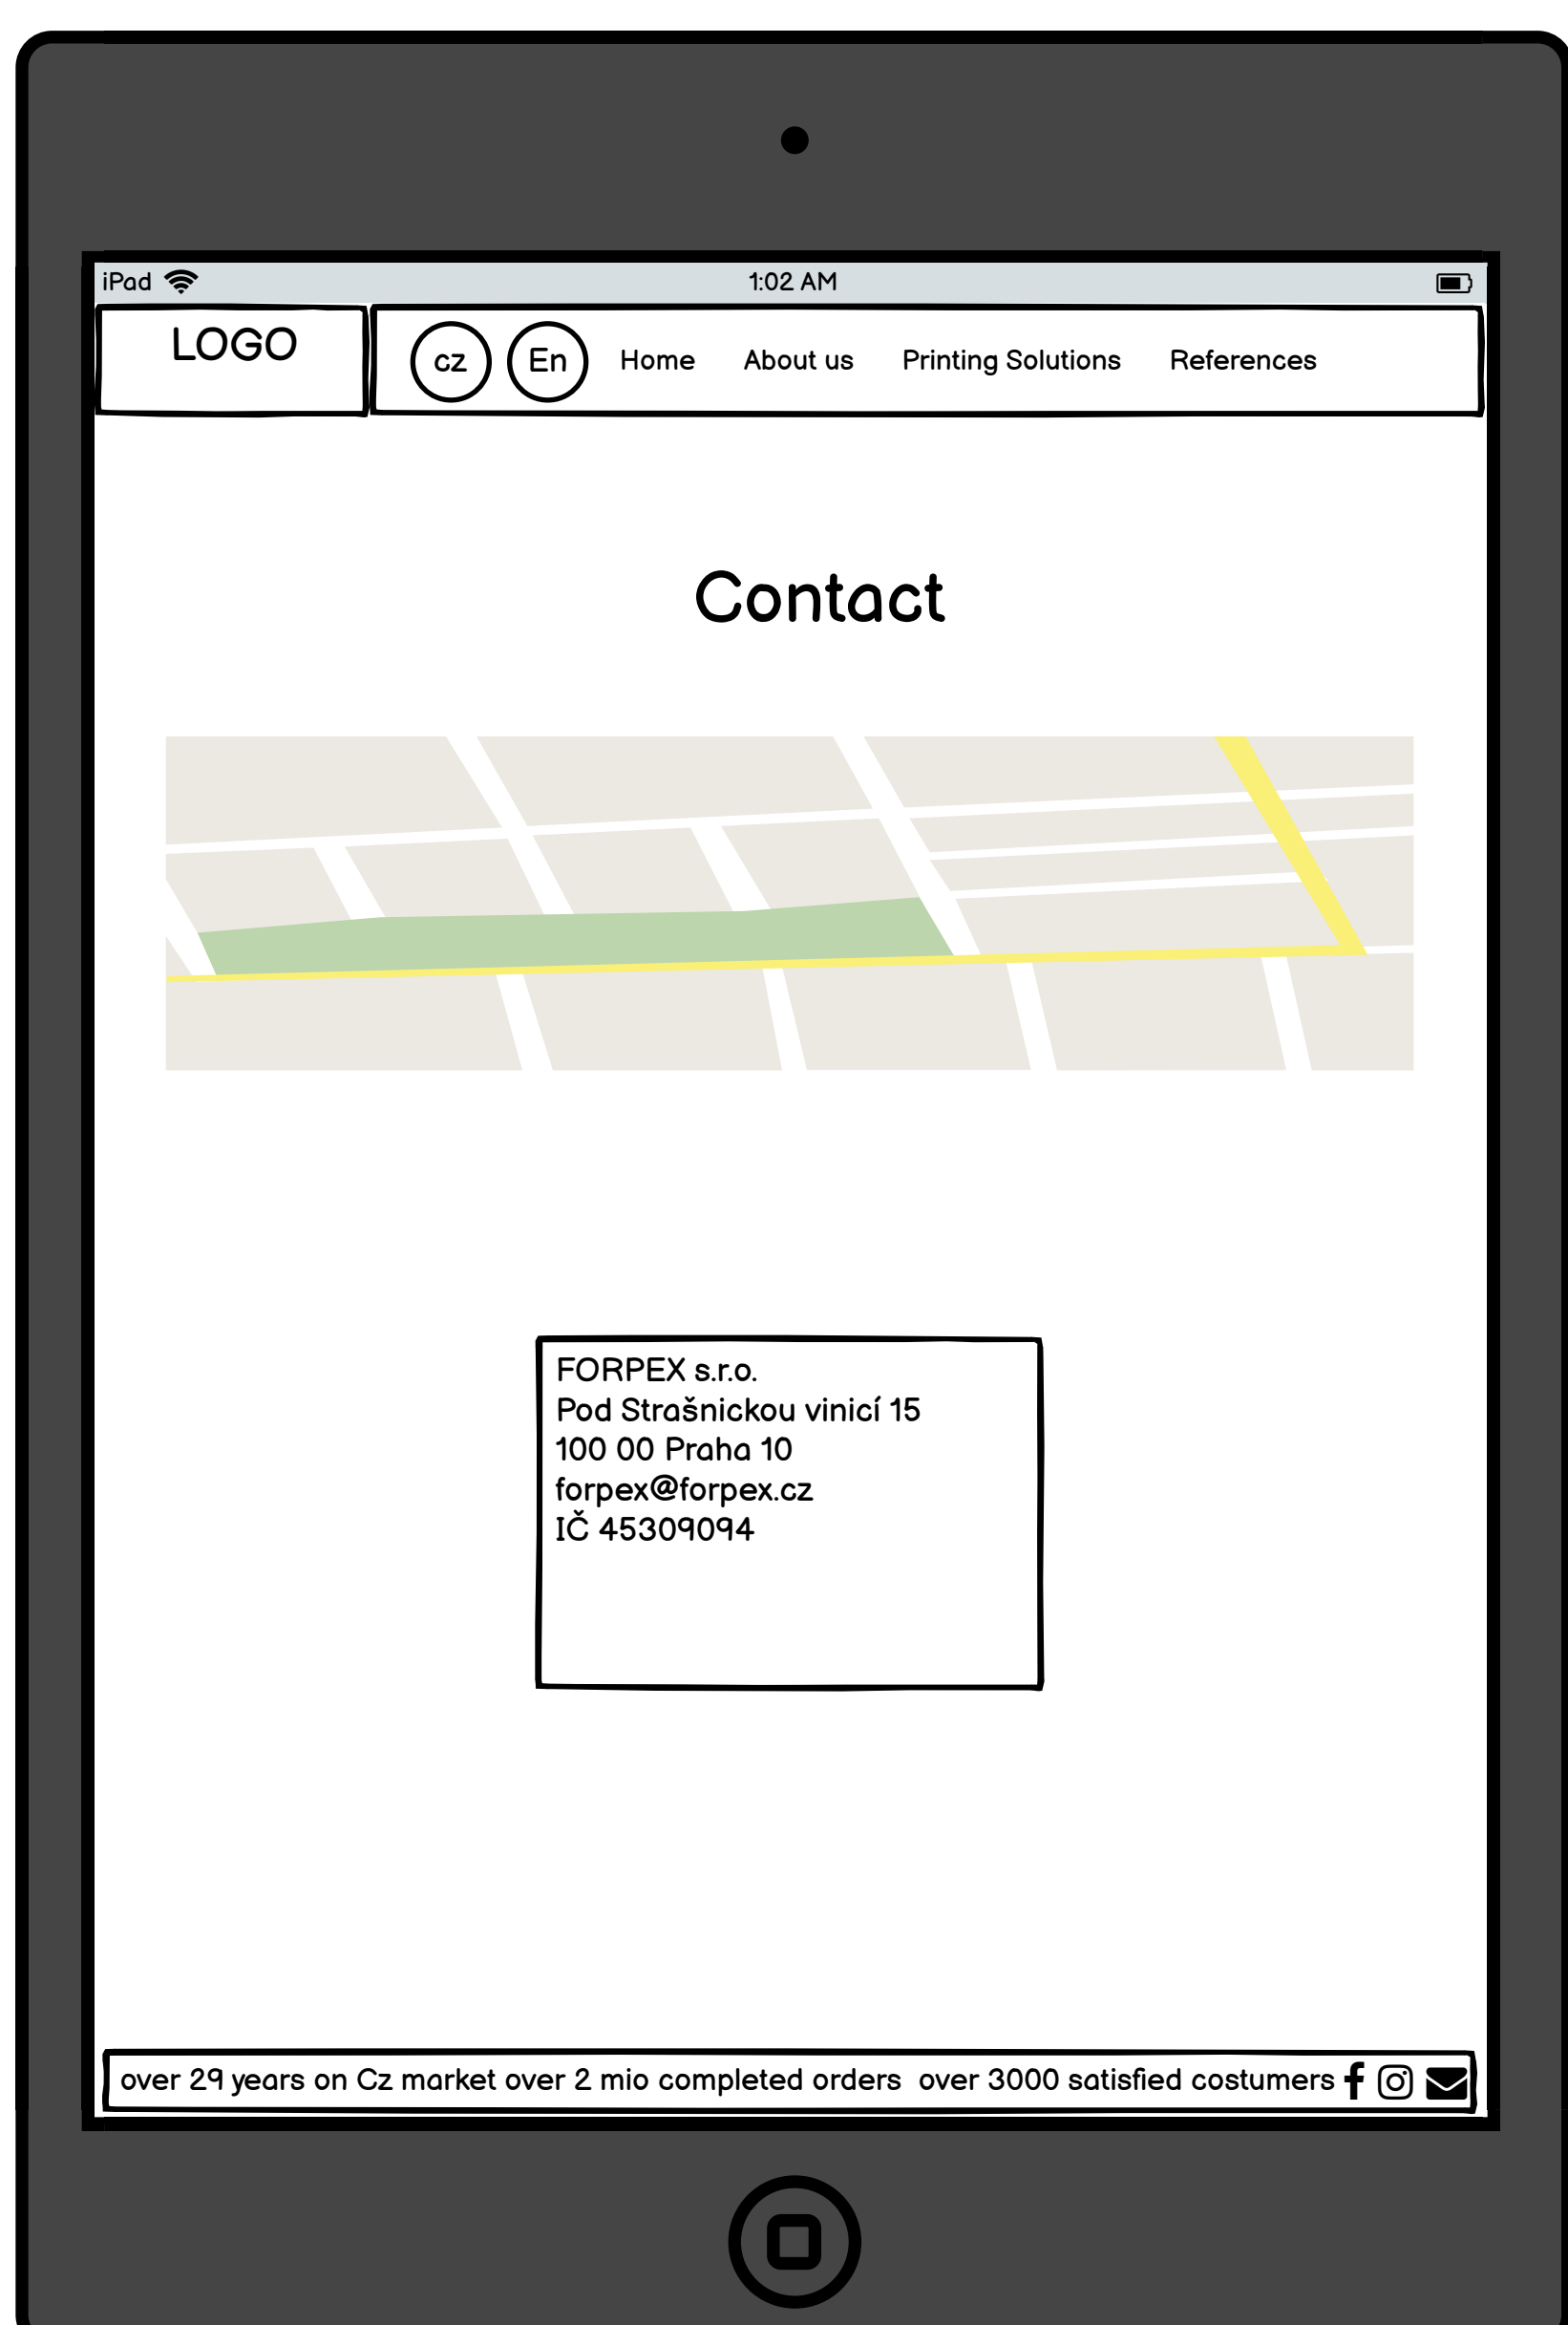 iPad 1:02 AM
LOGO
cz En Home About us Printing Solutions References
Contact
FORPEX s.r.o.
Pod Strašnickou vinicí 15
100 00 Praha 10
forpex@forpex.cz
IČ 45309094
over 29 years on Cz market over 2 mio completed orders over 3000 satisfied costumers